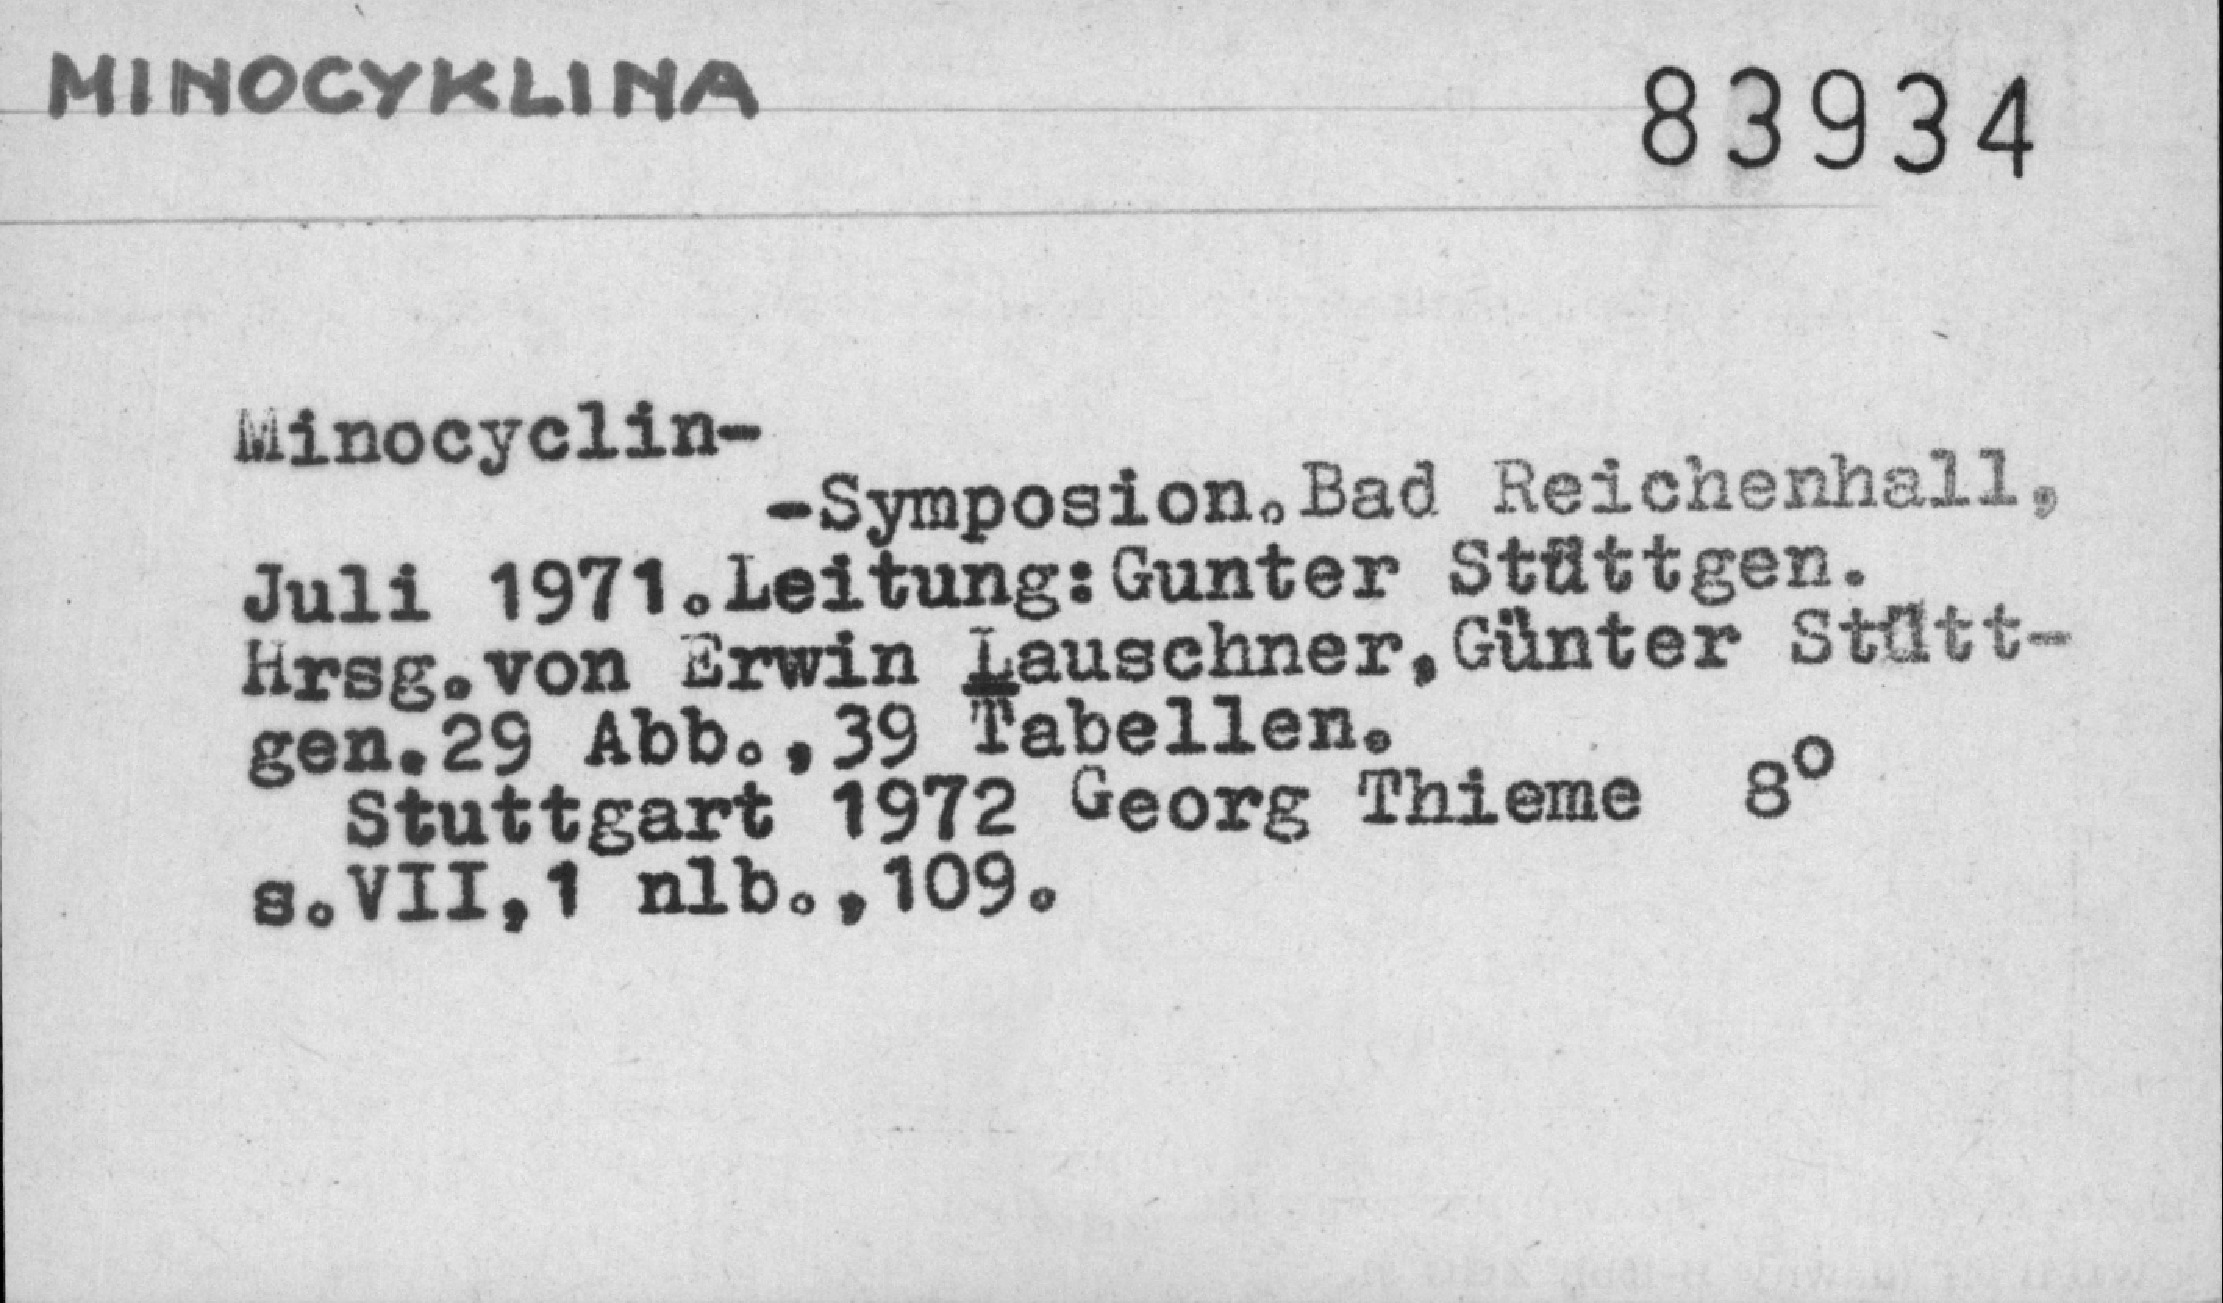 MINOCYKLINA
83934
Minocyclin-
-Symposion.Bad Reichenhall,
Juli 1971.Leitung:Gunter Stüttgen.
Hrsg.von Erwin Lauschner,Günter Stütt-
gen.29 Abb.,39 Tabellen.
Stuttgart 1972 Georg Thieme 8°
s.VII,1 nlb.,109.